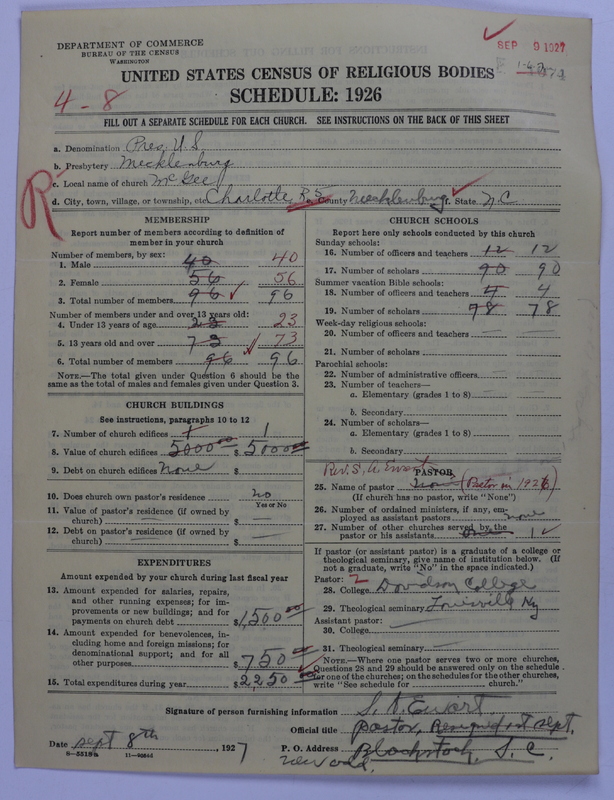 DEPARTMENT OF COMMERCE
BUREAU OF THE CENSUS
WASHINGTON
SEP 9 1927
UNITED STATES CENSUS OF RELIGIOUS BODIES
4-8
SCHEDULE: 1926
FILL OUT A SEPARATE SCHEDULE FOR EACH CHURCH. SEE INSTRUCTIONS ON THE BACK OF THIS SHEET
a. Denomination Pres. U.S.
b. Presbytery Mecklenburg
c. Local name of church McGee
R
d. City, town, village, or township, etc. Charlotte R-5 County Mecklenburg State N.C.
MEMBERSHIP
Report number of members according to definition of member in your church
Number of members, by sex:
1. Male 40 40
2. Female 56 56
3. Total number of members 96 96
Number of members under and over 13 years old:
4. Under 13 years of age 23 23
5. 13 years old and over 73 73
6. Total number of members 96 96
NOTE.—The total given under Question 6 should be the same as the total of males and females given under Question 3.
CHURCH BUILDINGS
See instructions, paragraphs 10 to 12
7. Number of church edifices 1 1
8. Value of church edifices 5000.00 $ 5000.00
9. Debt on church edifices None $
10. Does church own pastor's residence no
Yes or No
11. Value of pastor's residence (if owned by church) — $ —
12. Debt on pastor's residence (if owned by church) — $ —
EXPENDITURES
Amount expended by your church during last fiscal year
13. Amount expended for salaries, repairs, and other running expenses; for improvements or new buildings; and for payments on church debt $1,500.00
14. Amount expended for benevolences, including home and foreign missions; for denominational support; and for all other purposes $750.00
15. Total expenditures during year $2250.00
CHURCH SCHOOLS
Report here only schools conducted by this church
Sunday schools:
16. Number of officers and teachers 12 12
17. Number of scholars 90 90
Summer vacation Bible schools:
18. Number of officers and teachers 4 4
19. Number of scholars 78 78
Week-day religious schools:
20. Number of officers and teachers —
21. Number of scholars
Parochial schools:
22. Number of administrative officers —
23. Number of teachers—
a. Elementary (grades 1 to 8) —
b. Secondary
24. Number of scholars—
a. Elementary (grades 1 to 8)
b. Secondary
Rev. S. A. Ewart PASTOR
25. Name of pastor None (Pastor in 1926)
(If church has no pastor, write "None")
26. Number of ordained ministers, if any, employed as assistant pastors none
27. Number of other churches served by the pastor or his assistants one 1
If pastor (or assistant pastor) is a graduate of a college or theological seminary, give name of institution below. (If not a graduate, write "No" in the space indicated.)
Pastor: 2
28. College Davidson College
29. Theological seminary Louisville Ky
Assistant pastor:
30. College
31. Theological seminary —
NOTE.—Where one pastor serves two or more churches, Questions 28 and 29 should be answered only on the schedule for one of the churches; on the schedules for the other churches, write "See schedule for church."
Signature of person furnishing information S. A. Ewart
Official title Pastor, Resigned 1st Sept.
Date Sept 8th, 1927 P. O. Address Blackstock, S. C.
8—5518a 11—20845